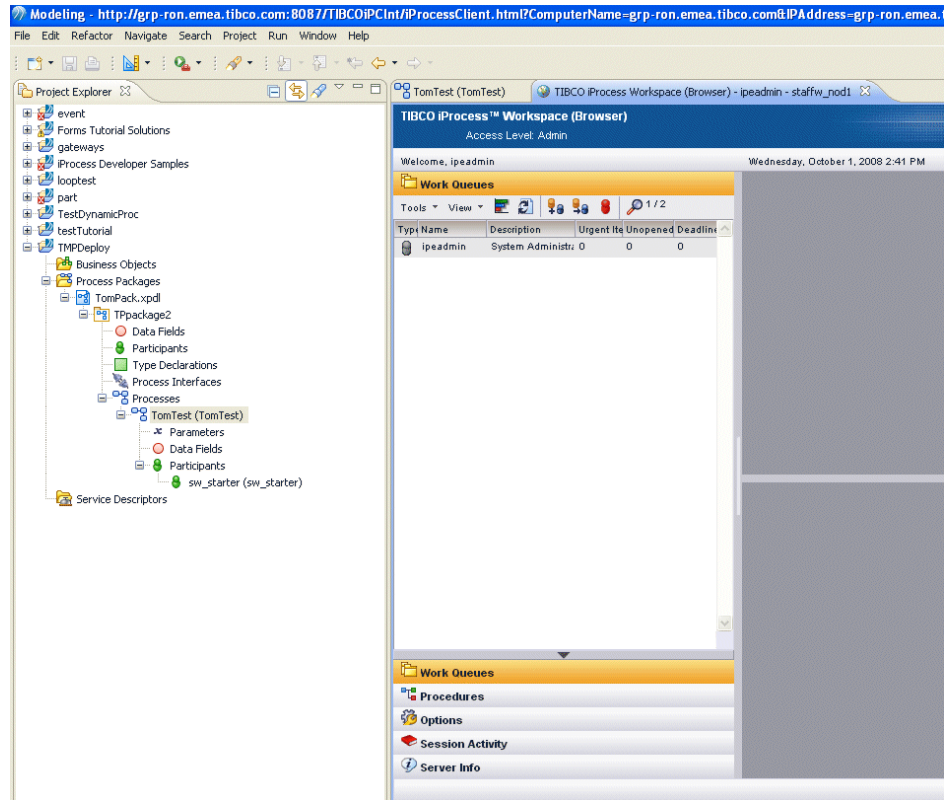 Modeling - http://grp-ron.emea.tibco.com:8087/TIBCOiPClnt/iProcessClient.html?ComputerName=grp-ron.emea.tibco.com&IPAddress=grp-ron.emea.t
File Edit Refactor Navigate Search Project Run Window Help
Project Explorer
TomTest (TomTest)
TIBCO iProcess Workspace (Browser) - ipeadmin - staffw_nod1
event
Forms Tutorial Solutions
gateways
iProcess Developer Samples
looptest
part
TestDynamicProc
testTutorial
TMPDeploy
Business Objects
Process Packages
TomPack.xpdl
TPpackage2
Data Fields
Participants
Type Declarations
Process Interfaces
Processes
TomTest (TomTest)
Parameters
Data Fields
Participants
sw_starter (sw_starter)
Service Descriptors
TIBCO iProcess™ Workspace (Browser)
Access Level: Admin
Welcome, ipeadmin
Wednesday, October 1, 2008 2:41 PM
Work Queues
Tools View 1/2
Type Name Description Urgent Ite Unopened Deadline
ipeadmin System Administra 0 0 0
Work Queues
Procedures
Options
Session Activity
Server Info